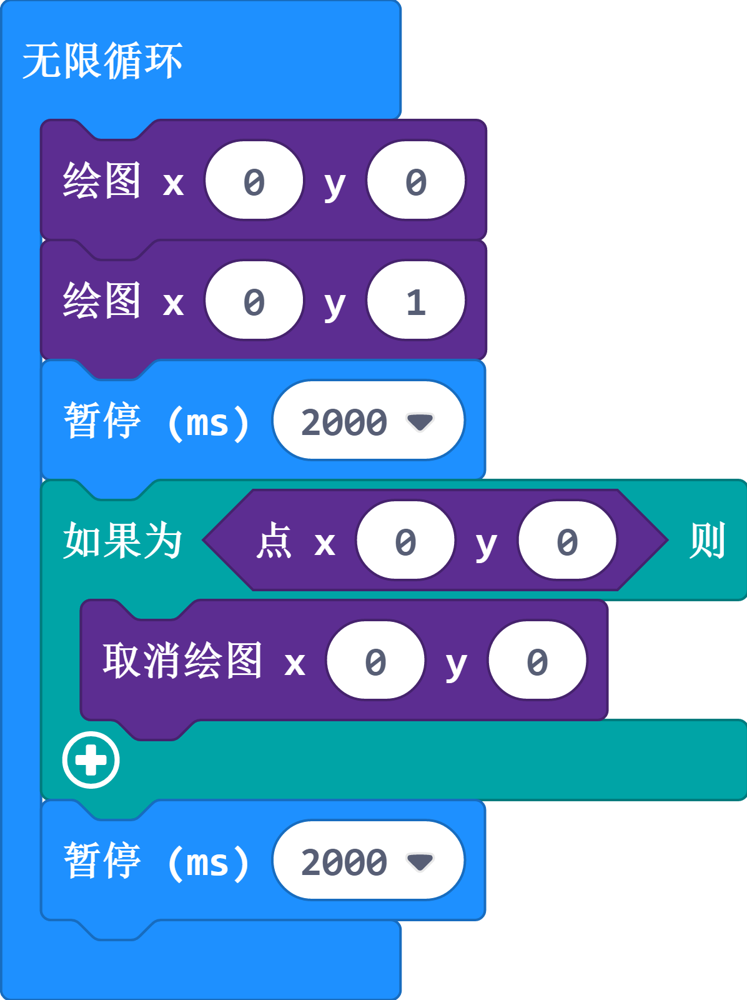 无限循环
绘图 x 0 y 0
绘图 x 0 y 1
暂停 (ms) 2000
如果为 点 x 0 y 0 则
取消绘图 x 0 y 0
暂停 (ms) 2000